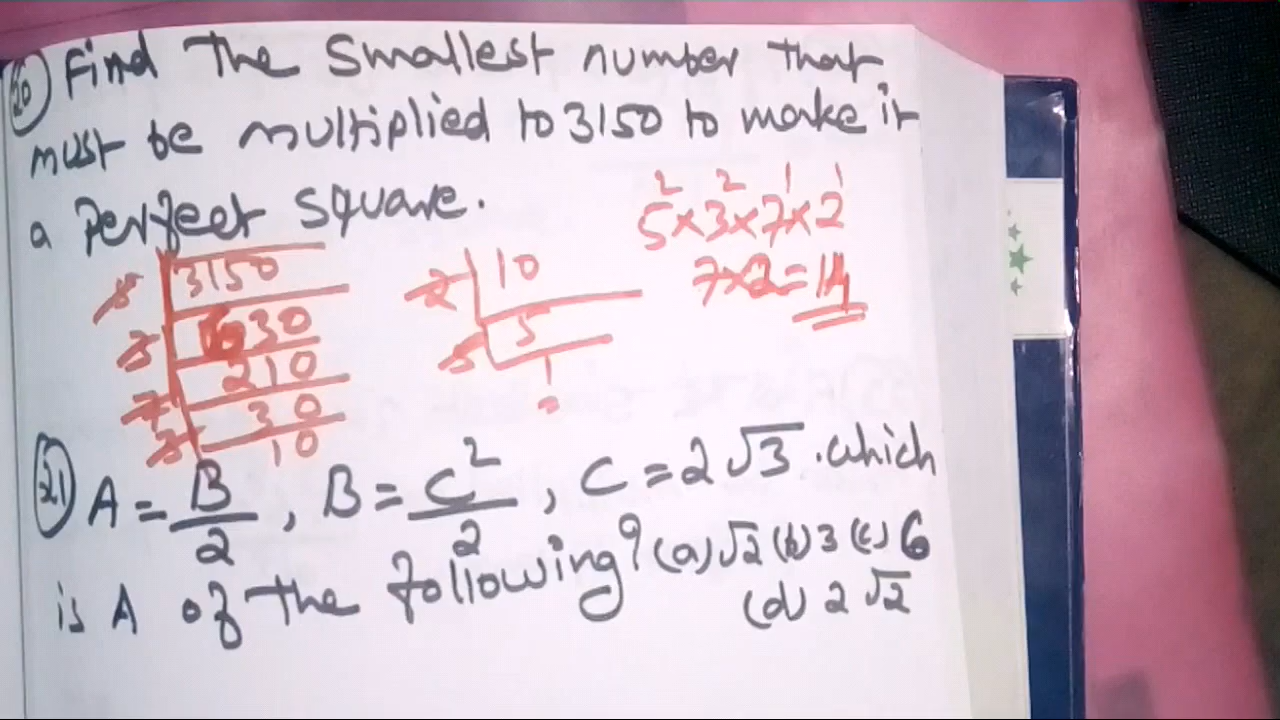 20) Find The Smallest number that
must be multiplied to 3150 to make it
a Perfect Square.
5² × 3² × 7¹ × 2¹
7×2=14
5 | 3150
3 | 630
7 | 210
3 | 30
10
2 | 10
5 | 5
1
21) A = B/2 , B = C²/2 , C = 2√3 . which
is A of the following? (a) √2 (b) 3 (c) 6
(d) 2√2